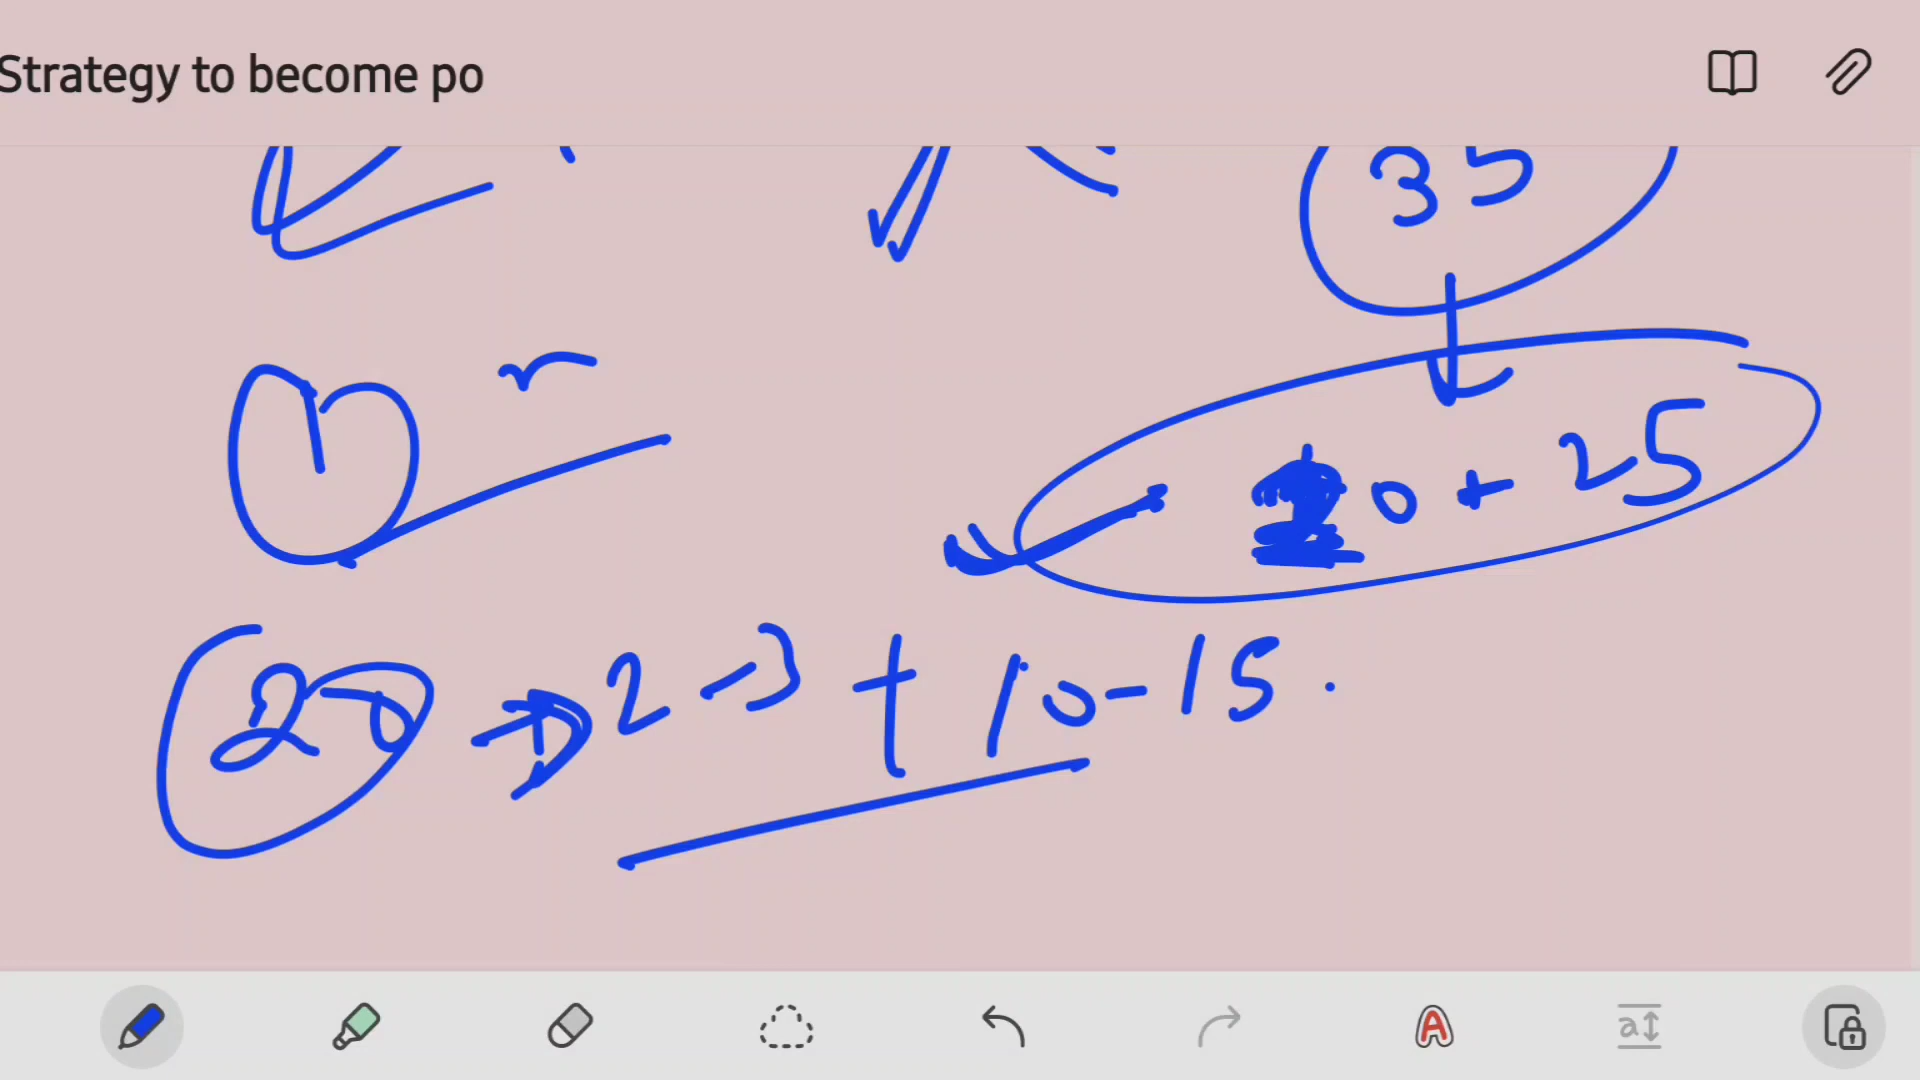 Strategy to become po
35
20 + 25
20 → 2-3 + 10-15